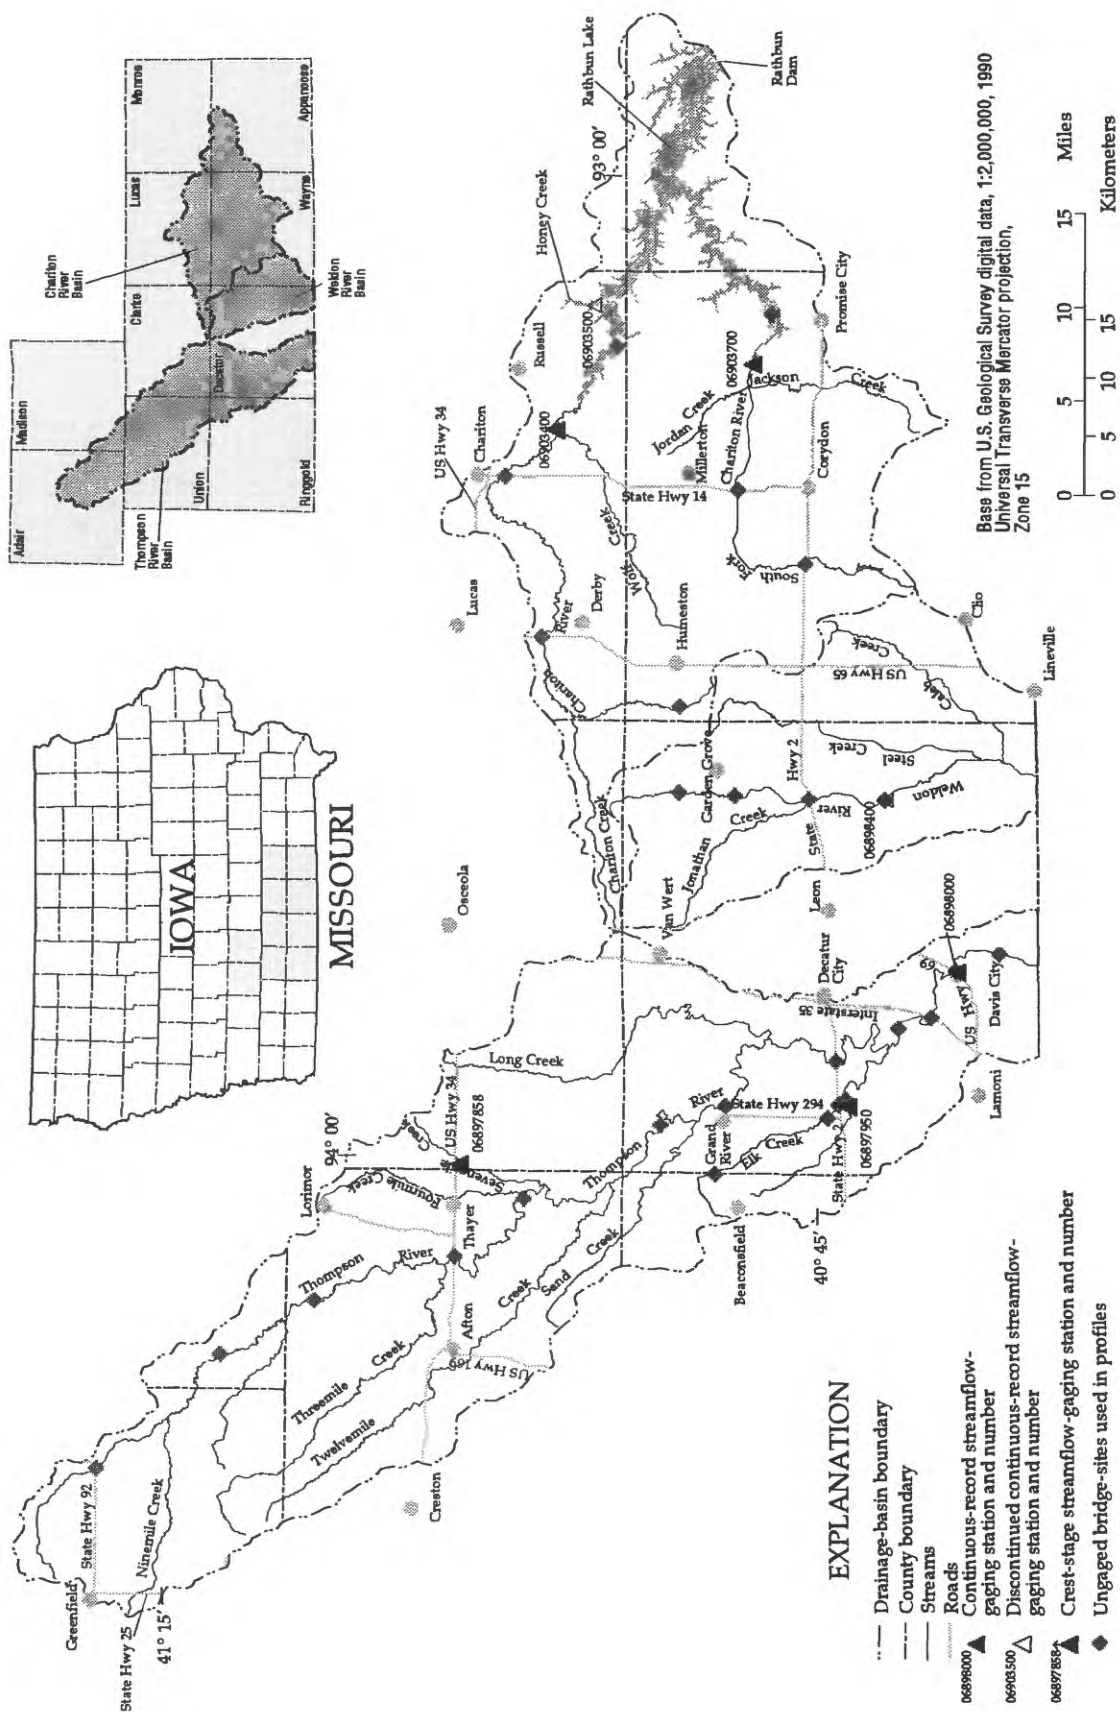 Adair
Madison
Thompson
River
Basin
Union
Ringgold
Clarke
Decatur
Chariton
River
Basin
Weldon
River
Basin
Lucas
Monroe
Wayne
Appanoose
IOWA
MISSOURI
Greenfield
State Hwy 25
41° 15'
State Hwy 92
Ninemile Creek
Creston
Threemile
Creek
Twelvemile
Creek
Afton
US Hwy 169
Thompson
River
Lorimor
Fourmile Creek
Thayer
94° 00'
Creek
Seven
US Hwy 34
06897858
Long Creek
Thompson
River
Sand
Creek
Beaconsfield
40° 45'
Grand
River
Elk
Creek
State Hwy 294
State Hwy 2
06897950
Lamoni
Davis City
US Hwy
69
06898000
Interstate 35
Decatur
City
Leon
Van Wert
Osceola
Chariton Creek
Jonathan
Creek
Garden Grove
State
Hwy 2
River
Weldon
06898400
Steel
Creek
Caleb
Creek
US Hwy 65
Lineville
Clio
Humeston
Derby
Lucas
Chariton
River
Wolf
Creek
US Hwy 34
Chariton
06903400
Russell
06903500
Honey Creek
State Hwy 14
Millerton
Jordan Creek
South
Fork
Chariton River
06903700
Jackson
Creek
Corydon
Promise City
93° 00'
Rathbun Lake
Rathbun
Dam
Base from U.S. Geological Survey digital data, 1:2,000,000, 1990
Universal Transverse Mercator projection,
Zone 15
0 5 10 15 Miles
0 5 10 15 Kilometers
EXPLANATION
Drainage-basin boundary
County boundary
Streams
Roads
06898000 Continuous-record streamflow-
gaging station and number
06903500 Discontinued continuous-record streamflow-
gaging station and number
06897858 Crest-stage streamflow-gaging station and number
Ungaged bridge-sites used in profiles